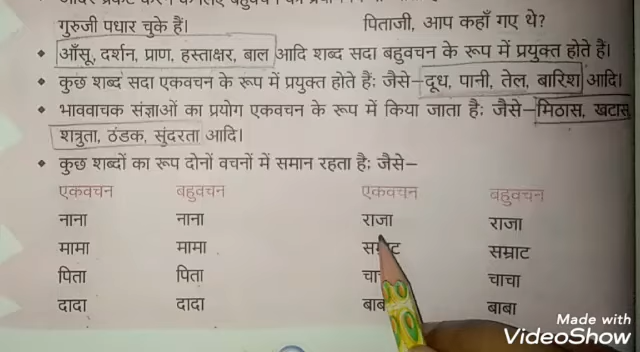 गुरुजी पधार चुके हैं। पिताजी, आप कहाँ गए थे?
• आँसू, दर्शन, प्राण, हस्ताक्षर, बाल आदि शब्द सदा बहुवचन के रूप में प्रयुक्त होते हैं।
• कुछ शब्द सदा एकवचन के रूप में प्रयुक्त होते हैं; जैसे—दूध, पानी, तेल, बारिश आदि।
• भाववाचक संज्ञाओं का प्रयोग एकवचन के रूप में किया जाता है; जैसे—मिठास, खटास
शत्रुता, ठंडक, सुंदरता आदि।
• कुछ शब्दों का रूप दोनों वचनों में समान रहता है; जैसे—
एकवचन बहुवचन एकवचन बहुवचन
नाना नाना राजा राजा
मामा मामा सम्राट सम्राट
पिता पिता चाचा
दादा दादा बाबा
Made with
VideoShow